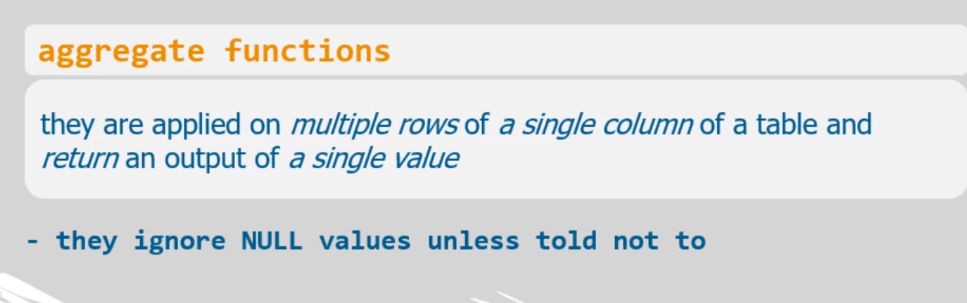 aggregate functions
they are applied on multiple rows of a single column of a table and
return an output of a single value
- they ignore NULL values unless told not to